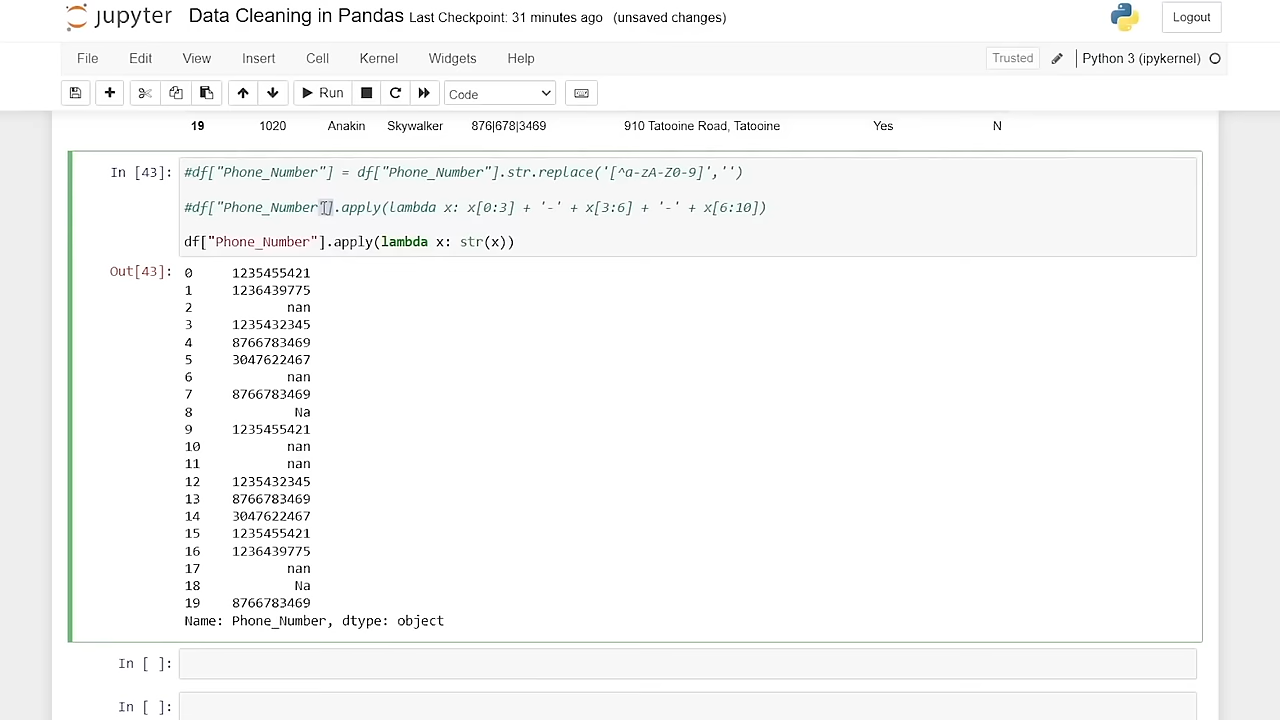 jupyter Data Cleaning in Pandas Last Checkpoint: 31 minutes ago (unsaved changes) Logout
File Edit View Insert Cell Kernel Widgets Help Trusted Python 3 (ipykernel)
Run Code
19 1020 Anakin Skywalker 876|678|3469 910 Tatooine Road, Tatooine Yes N
In [43]: #df["Phone_Number"] = df["Phone_Number"].str.replace('[^a-zA-Z0-9]','')
#df["Phone_Number"].apply(lambda x: x[0:3] + '-' + x[3:6] + '-' + x[6:10])
df["Phone_Number"].apply(lambda x: str(x))
Out[43]: 0 1235455421
1 1236439775
2 nan
3 1235432345
4 8766783469
5 3047622467
6 nan
7 8766783469
8 Na
9 1235455421
10 nan
11 nan
12 1235432345
13 8766783469
14 3047622467
15 1235455421
16 1236439775
17 nan
18 Na
19 8766783469
Name: Phone_Number, dtype: object
In [ ]:
In [ ]: